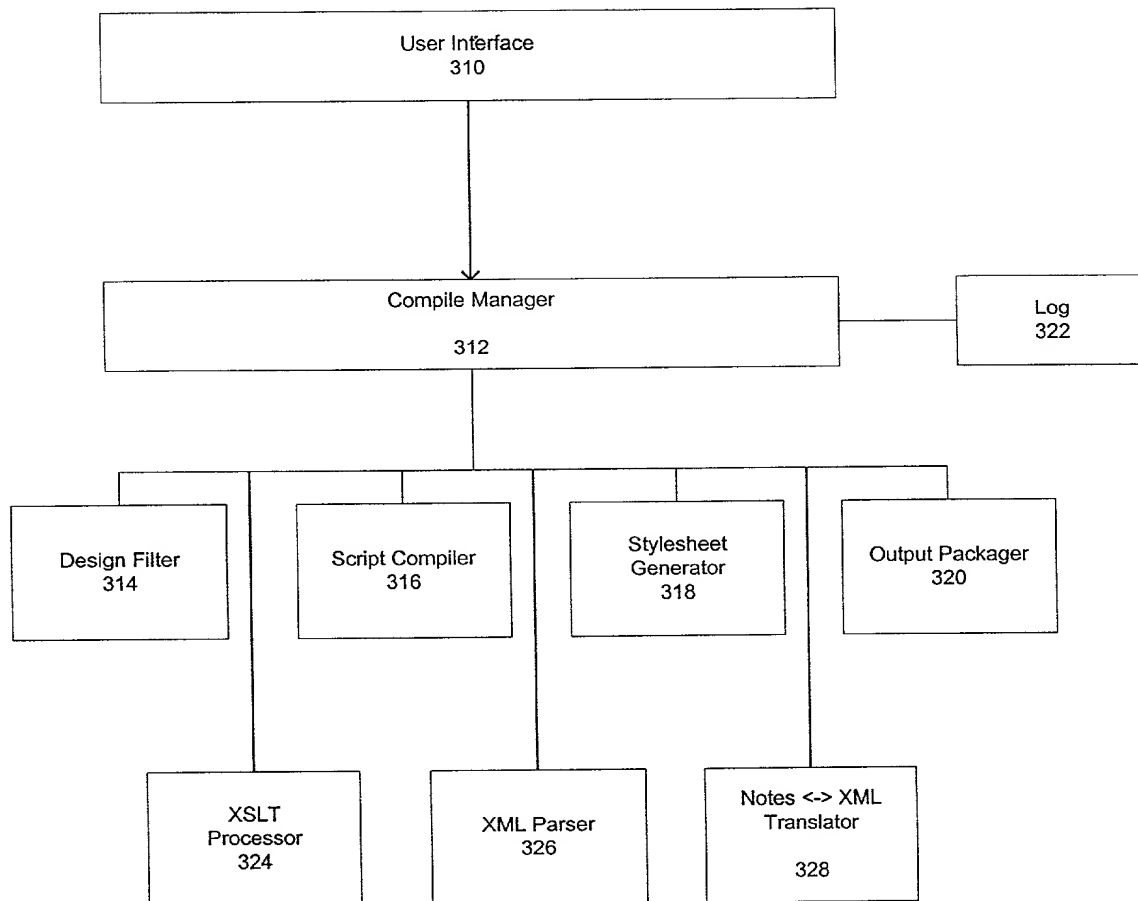 User Interface
310
Compile Manager
312
Log
322
Design Filter
314
Script Compiler
316
Stylesheet
Generator
318
Output Packager
320
XSLT
Processor
324
XML Parser
326
Notes <-> XML
Translator
328